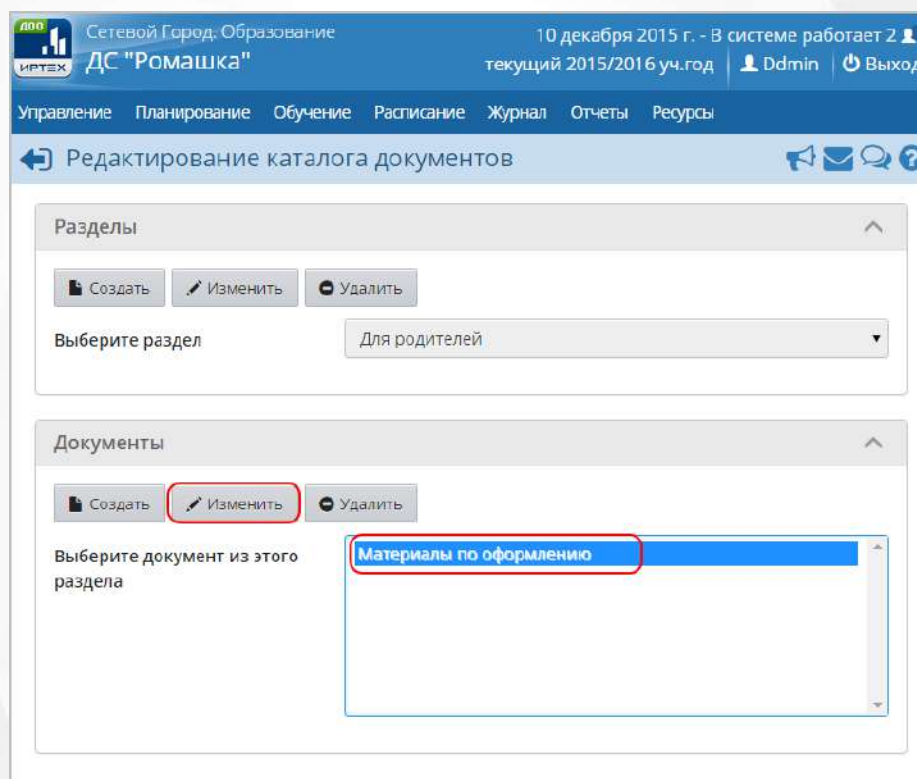 ДОО
ИРТЕХ
Сетевой Город. Образование
ДС "Ромашка"
10 декабря 2015 г. - В системе работает 2
текущий 2015/2016 уч.год Ddmin Выход
Управление Планирование Обучение Расписание Журнал Отчеты Ресурсы
Редактирование каталога документов
Разделы
Создать Изменить Удалить
Выберите раздел Для родителей
Документы
Создать Изменить Удалить
Выберите документ из этого
раздела
Материалы по оформлению